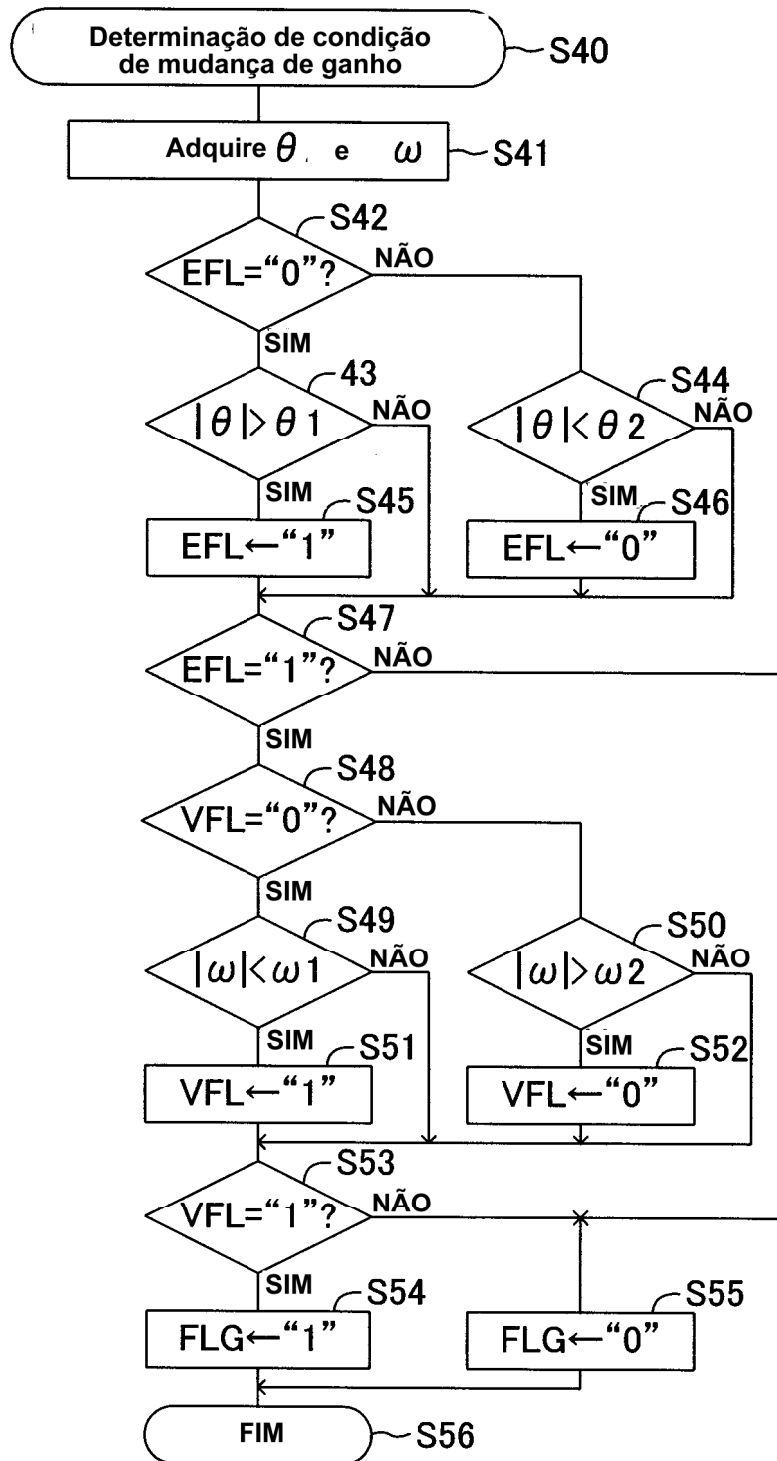 Determinação de condição
de mudança de ganho
S40
Adquire θ e ω
S41
S42
EFL="0"?
NÃO
SIM
43
|θ|>θ1
NÃO
SIM
S44
|θ|<θ2
NÃO
SIM
S45
EFL←"1"
S46
EFL←"0"
S47
EFL="1"?
NÃO
SIM
S48
VFL="0"?
NÃO
SIM
S49
|ω|<ω1
NÃO
SIM
S50
|ω|>ω2
NÃO
SIM
S51
VFL←"1"
S52
VFL←"0"
S53
VFL="1"?
NÃO
SIM
S54
FLG←"1"
S55
FLG←"0"
FIM
S56